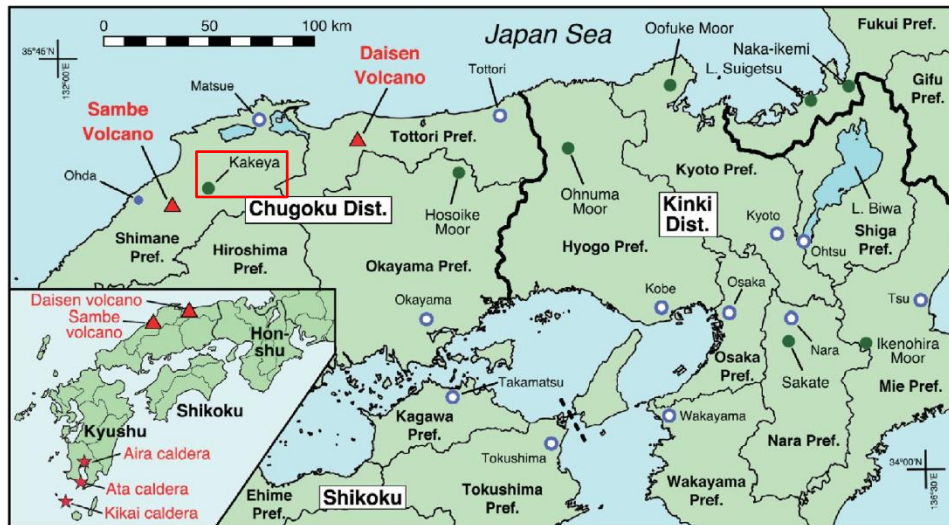 0 50 100 km
Japan Sea
35°45'N
132°00'E
Oofuke Moor
Naka-ikemi
L. Suigetsu
Fukui Pref.
Gifu Pref.
Daisen
Volcano
Tottori
Matsue
Sambe
Volcano
Tottori Pref.
Kakeya
Ohda
Kyoto Pref.
Ohnuma
Moor
Kinki
Dist.
Chugoku Dist.
Hosoike
Moor
Kyoto
L. Biwa
Shiga
Pref.
Ohtsu
Shimane
Pref.
Hiroshima
Pref.
Hyogo Pref.
Okayama Pref.
Daisen volcano
Sambe
volcano
Hon-
shu
Okayama
Kobe
Osaka
Tsu
Nara
Ikenohira
Moor
Osaka
Pref.
Sakate
Mie Pref.
Shikoku
Kyushu
Takamatsu
Kagawa
Pref.
Wakayama
Nara Pref.
Aira caldera
Tokushima
34°00'N
136°30'E
Ata caldera
Kikai caldera
Ehime
Pref.
Shikoku
Tokushima
Pref.
Wakayama
Pref.